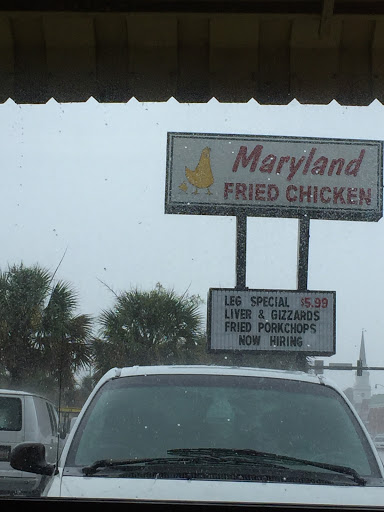 Maryland
FRIED CHICKEN
LEG SPECIAL $5.99
LIVER & GIZZARDS
FRIED PORKCHOPS
NOW HIRING